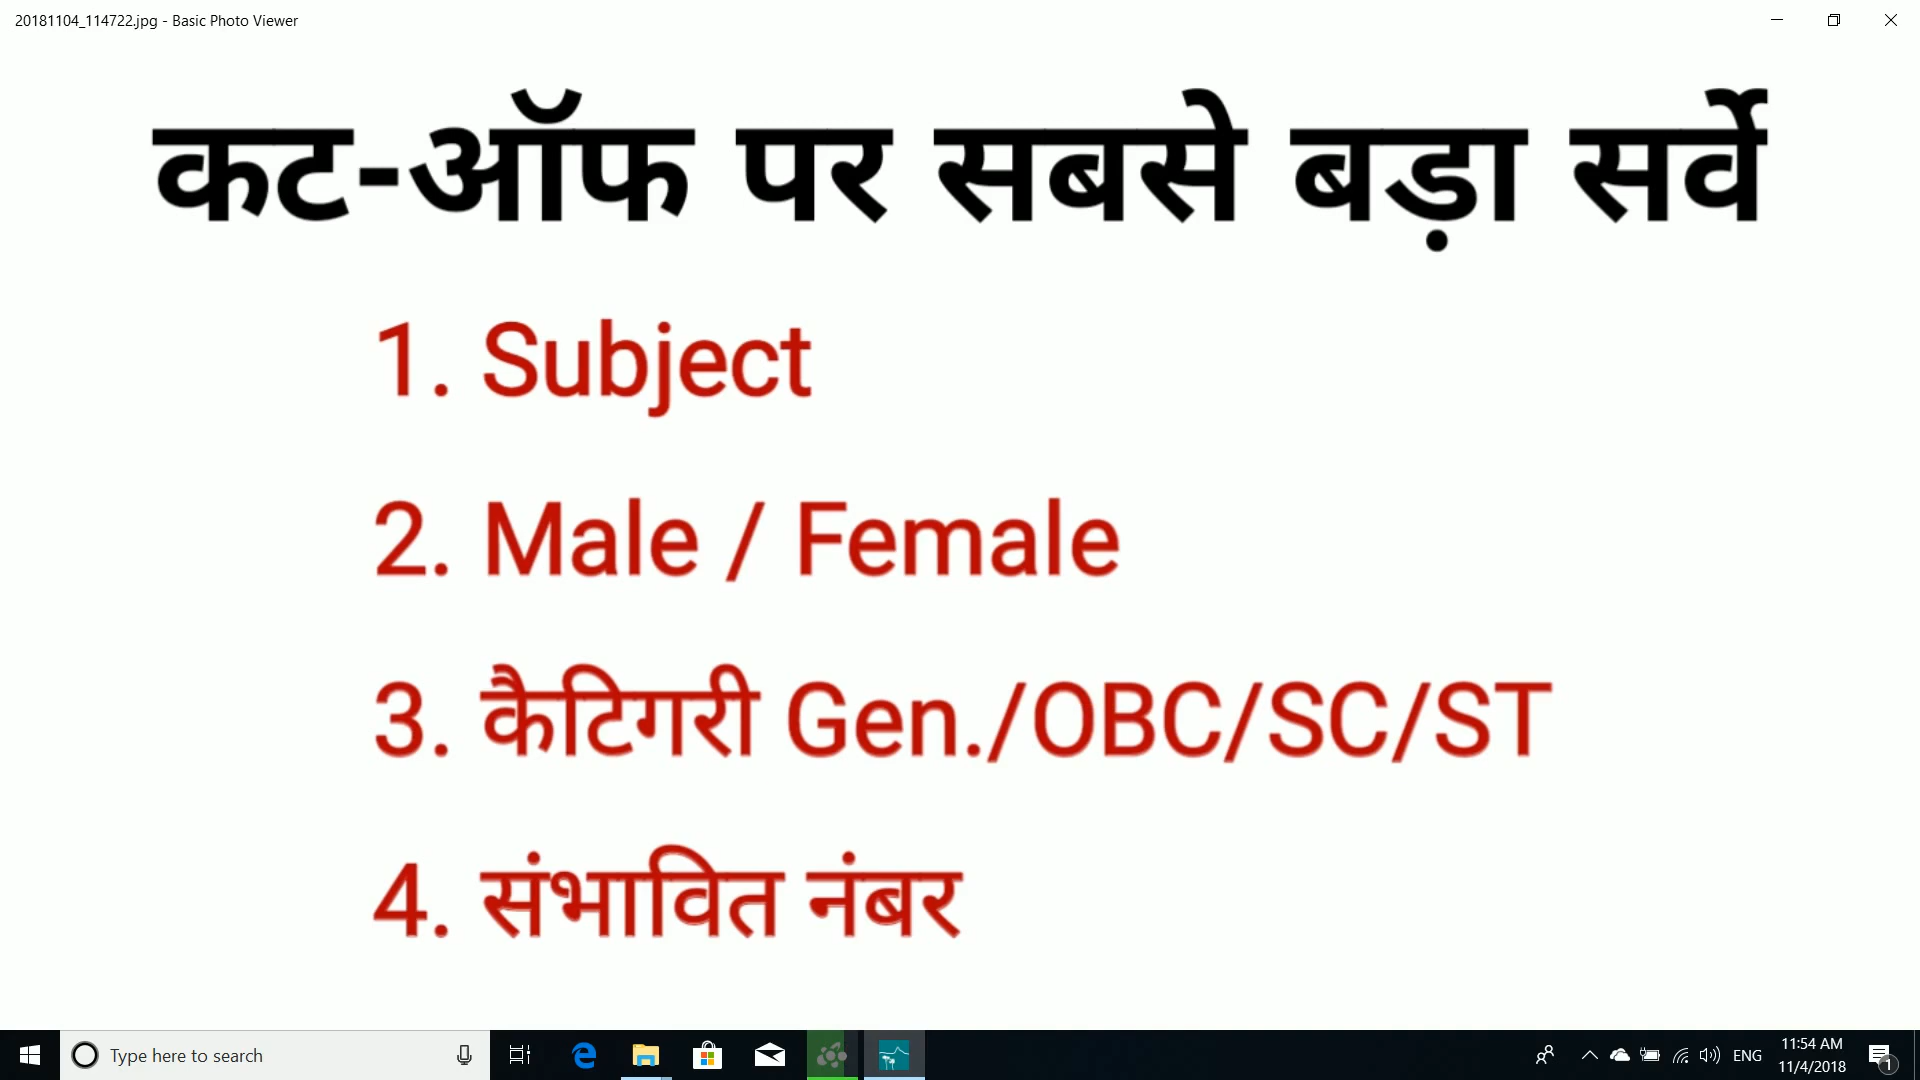 20181104_114722.jpg - Basic Photo Viewer
कट-ऑफ पर सबसे बड़ा सर्वे
1. Subject
2. Male / Female
3. कैटिगरी Gen./OBC/SC/ST
4. संभावित नंबर
Type here to search
ENG
11:54 AM
11/4/2018
1